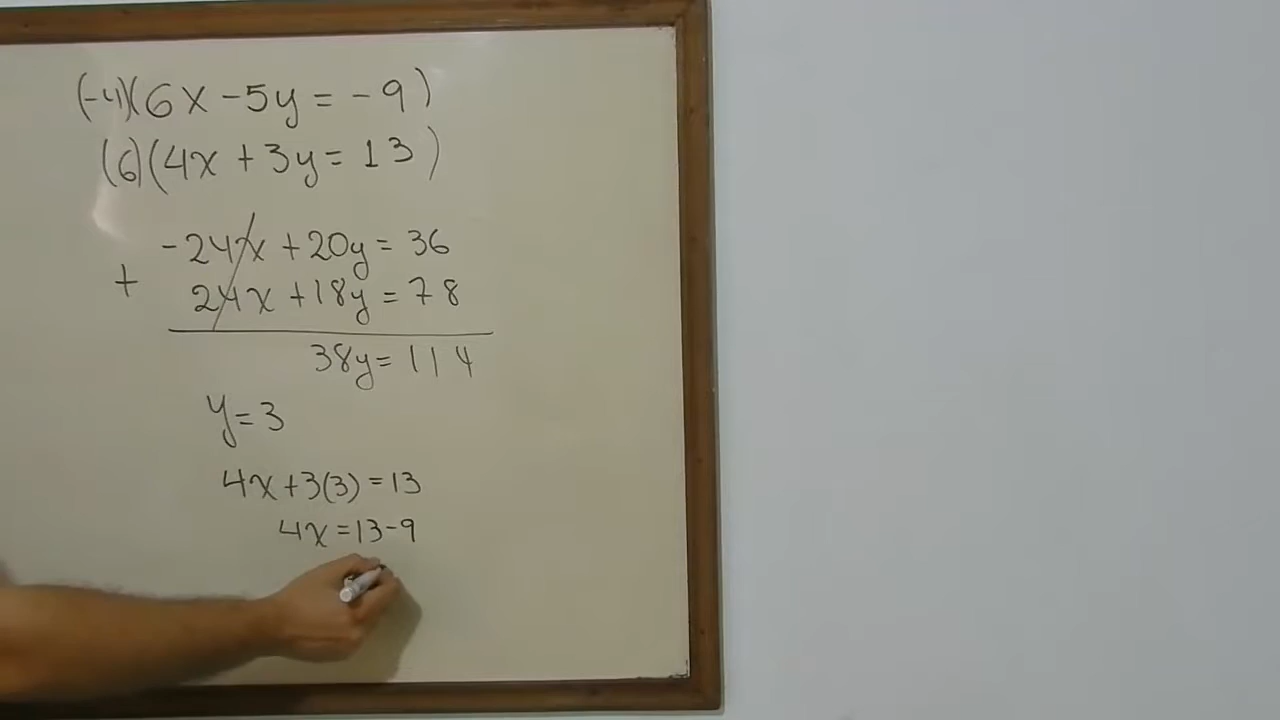 (-4)(6x - 5y = -9)
(6)(4x + 3y = 13)
-24x + 20y = 36
+
24x + 18y = 78
38y = 114
y = 3
4x + 3(3) = 13
4x = 13 - 9